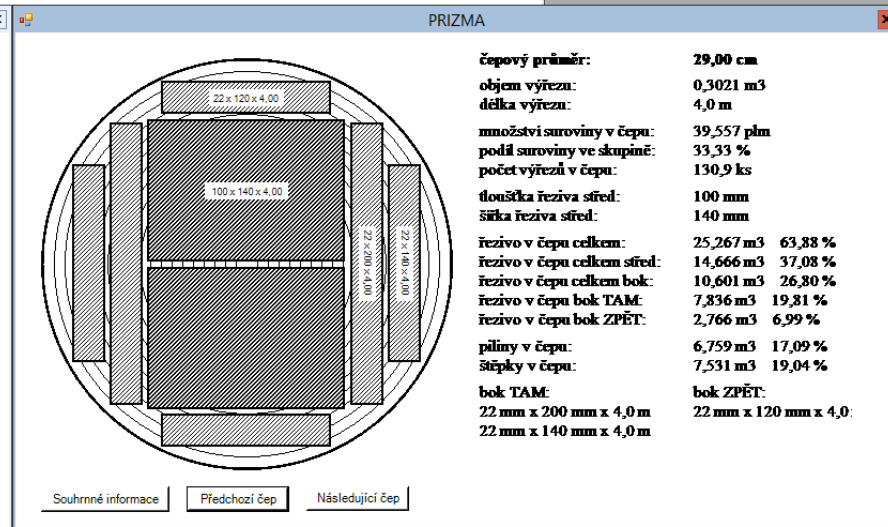 PRIZMA
22 x 120 x 4,00
100 x 140 x 4,00
22 x 200 x 4,00
22 x 140 x 4,00
čepový průměr: 29,00 cm
objem výřezu: 0,3021 m3
délka výřezu: 4,0 m
množství suroviny v čepu: 39,557 plm
podíl suroviny ve skupině: 33,33 %
počet výřezů v čepu: 130,9 ks
tloušťka řeziva střed: 100 mm
šířka řeziva střed: 140 mm
řezivo v čepu celkem: 25,267 m3 63,88 %
řezivo v čepu celkem střed: 14,666 m3 37,08 %
řezivo v čepu celkem bok: 10,601 m3 26,80 %
řezivo v čepu bok TAM: 7,836 m3 19,81 %
řezivo v čepu bok ZPĚT: 2,766 m3 6,99 %
piliny v čepu: 6,759 m3 17,09 %
štěpky v čepu: 7,531 m3 19,04 %
bok TAM: bok ZPĚT:
22 mm x 200 mm x 4,0 m 22 mm x 120 mm x 4,0
22 mm x 140 mm x 4,0 m
Souhrnné informace Předchozí čep Následující čep